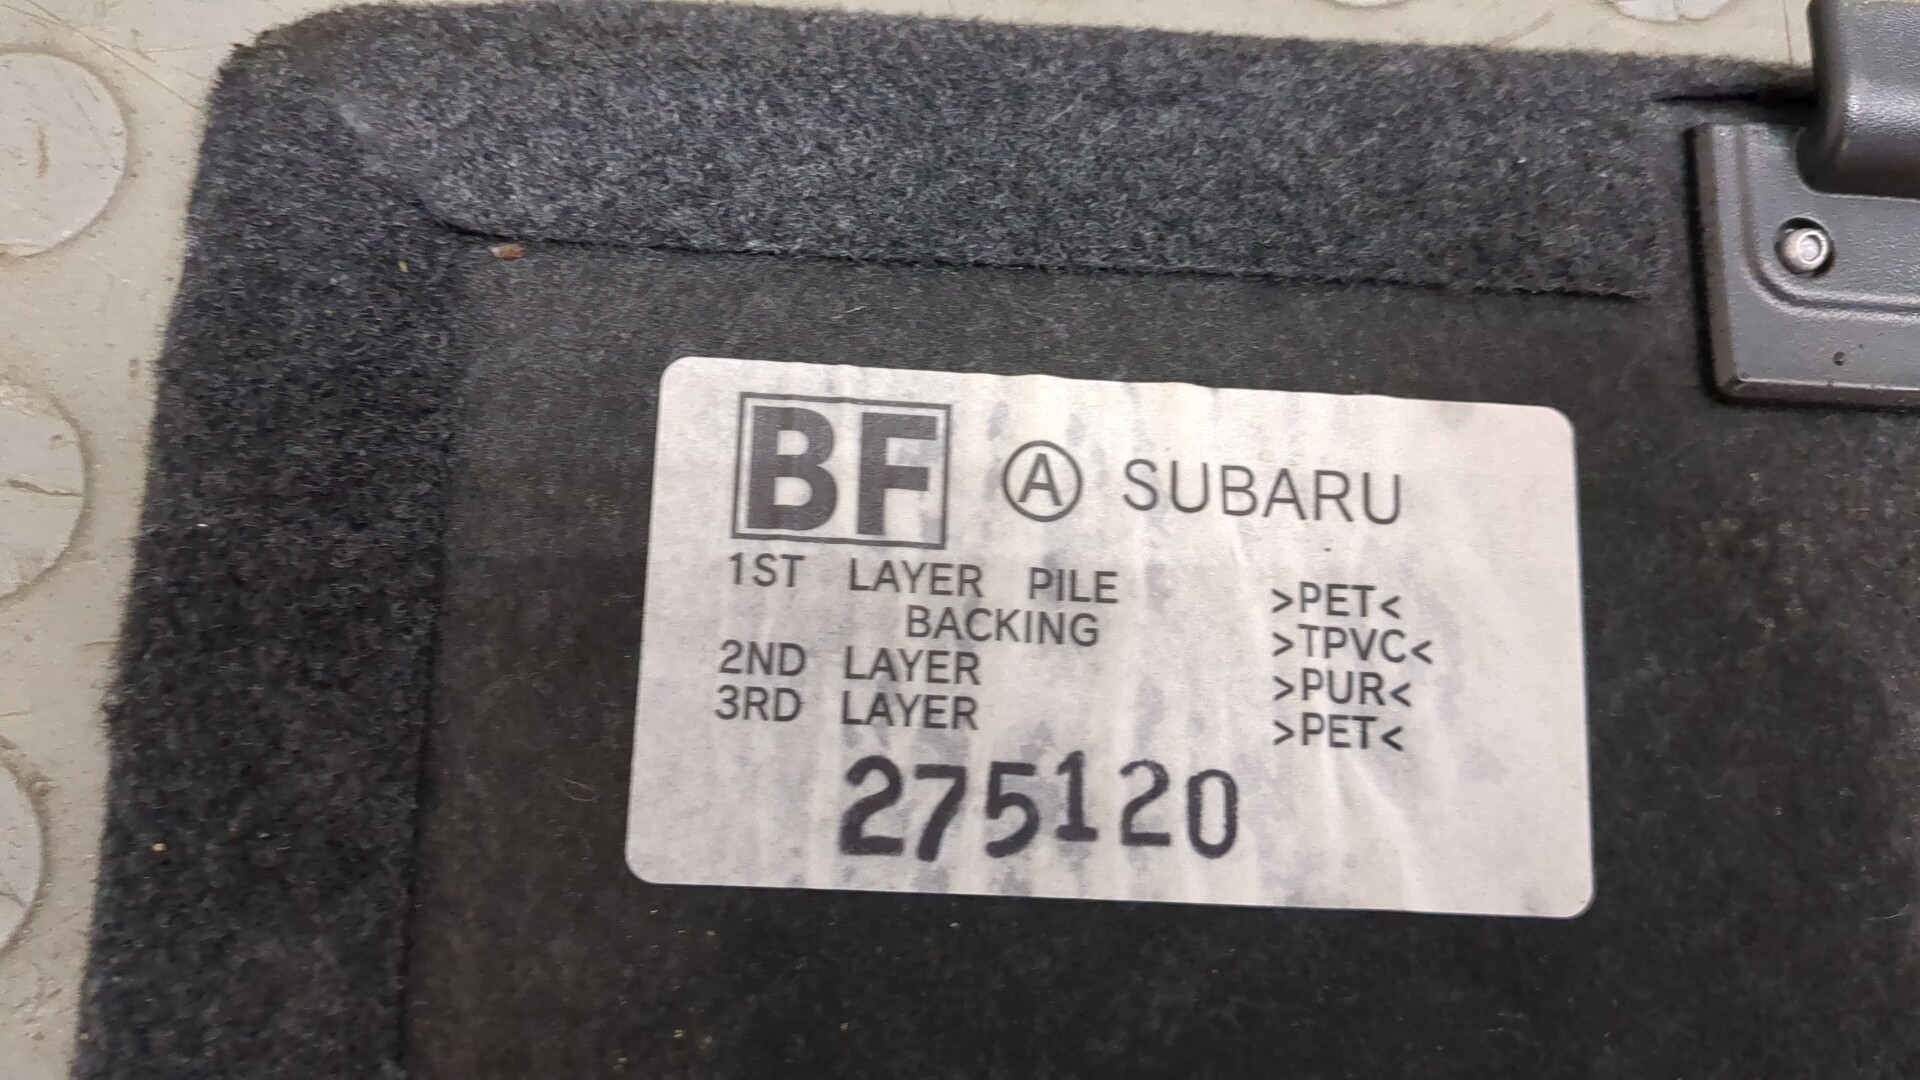 BF Ⓐ SUBARU
1ST LAYER PILE >PET<
BACKING >TPVC<
2ND LAYER >PUR<
3RD LAYER >PET<
275120